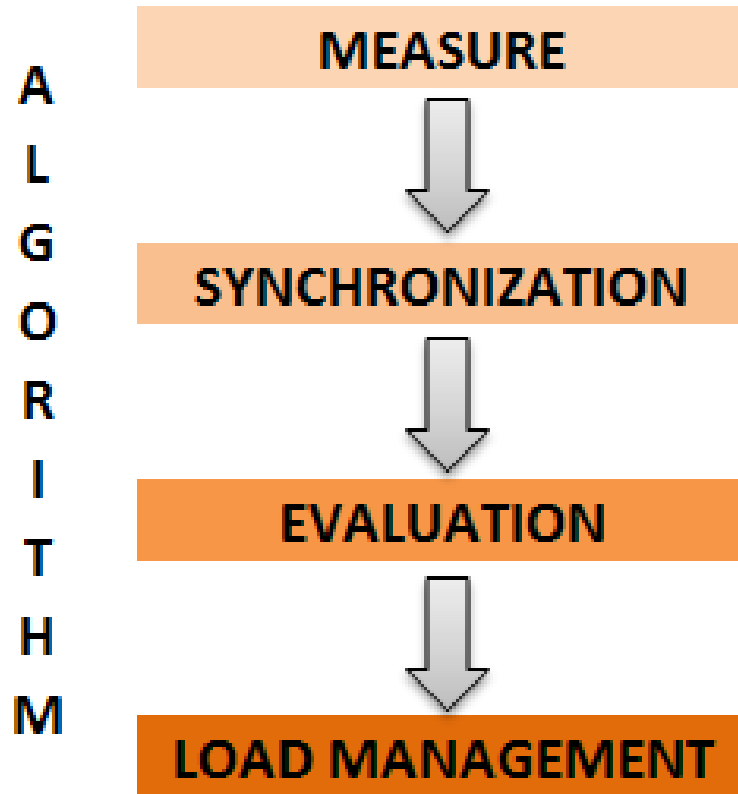 ALGORITHM
MEASURE
SYNCHRONIZATION
EVALUATION
LOAD MANAGEMENT